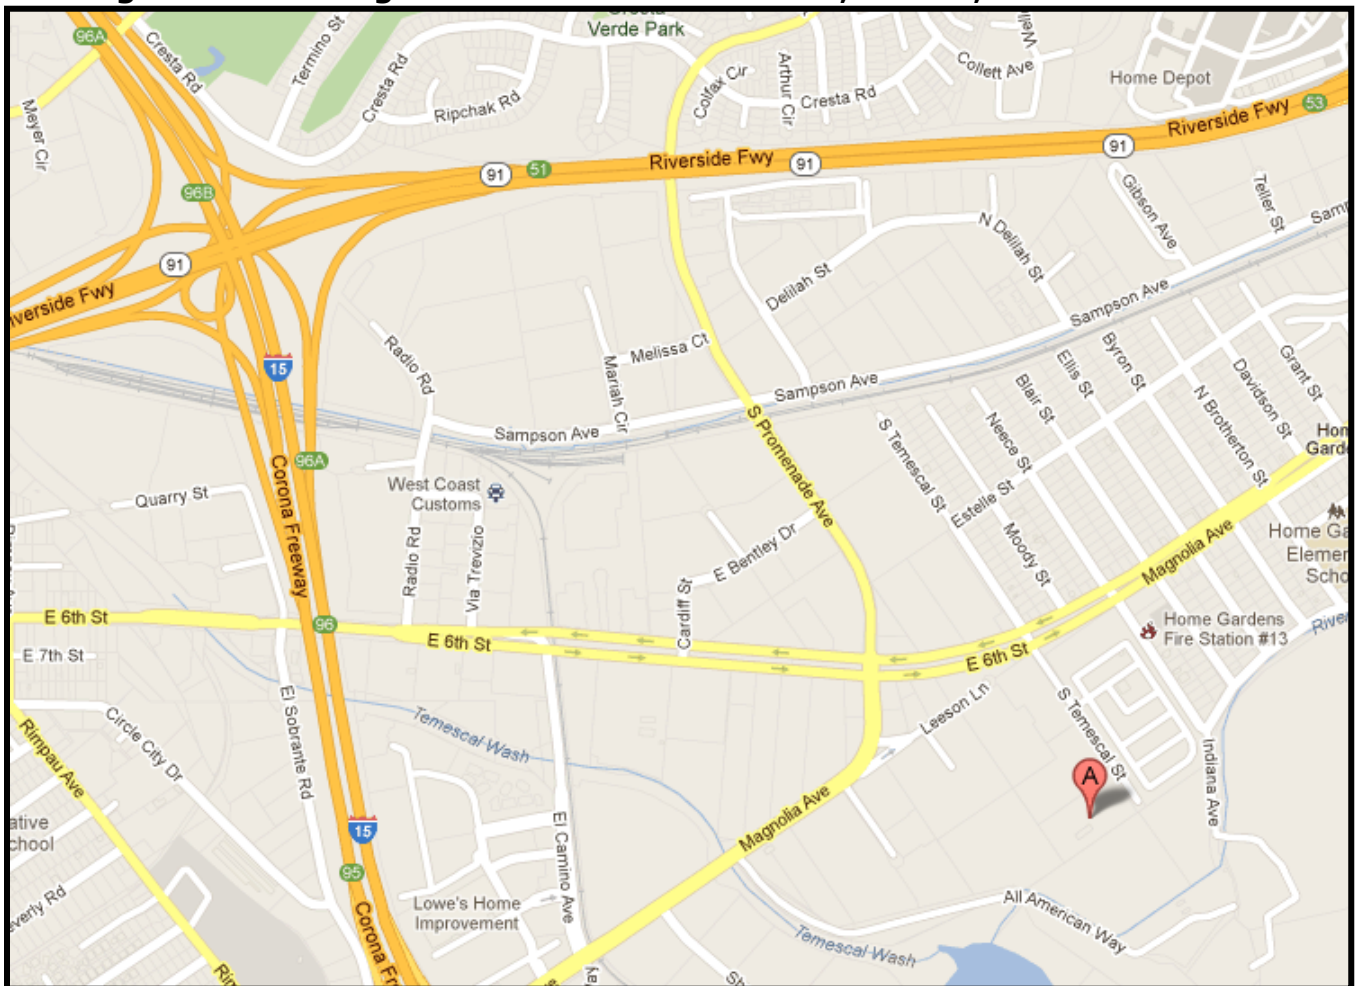 96A
Cresta Rd
Termino St
Cresta Rd
Ripchak Rd
Verde Park
Colfax Cir
Arthur Cir
Cresta Rd
Collett Ave
Home Depot
Meyer Cir
96B
91
51
Riverside Fwy
91
91
Riverside Fwy
53
91
Gibson Ave
Teller St
N Delilah St
Delilah St
Sampson Ave
15
Radio Rd
Mariah Cir
Melissa Ct
Sampson Ave
Sampson Ave
S Promenade Ave
Ellis St
Byron St
Blair St
Neece St
N Brotherton St
Davidson St
Grant St
S Temescal St
Estelle St
Moody St
96A
Corona Freeway
Quarry St
West Coast
Customs
Radio Rd
Via Trevizio
E Bentley Dr
Cardiff St
Magnolia Ave
Home Gardens
Fire Station #13
E 6th St
96
E 6th St
E 6th St
E 7th St
El Sobrante Rd
Circle City Dr
Rimpau Ave
Temescal Wash
Leeson Ln
S Temescal St
Indiana Ave
A
15
95
El Camino Ave
Magnolia Ave
Lowe's Home
Improvement
All American Way
Temescal Wash